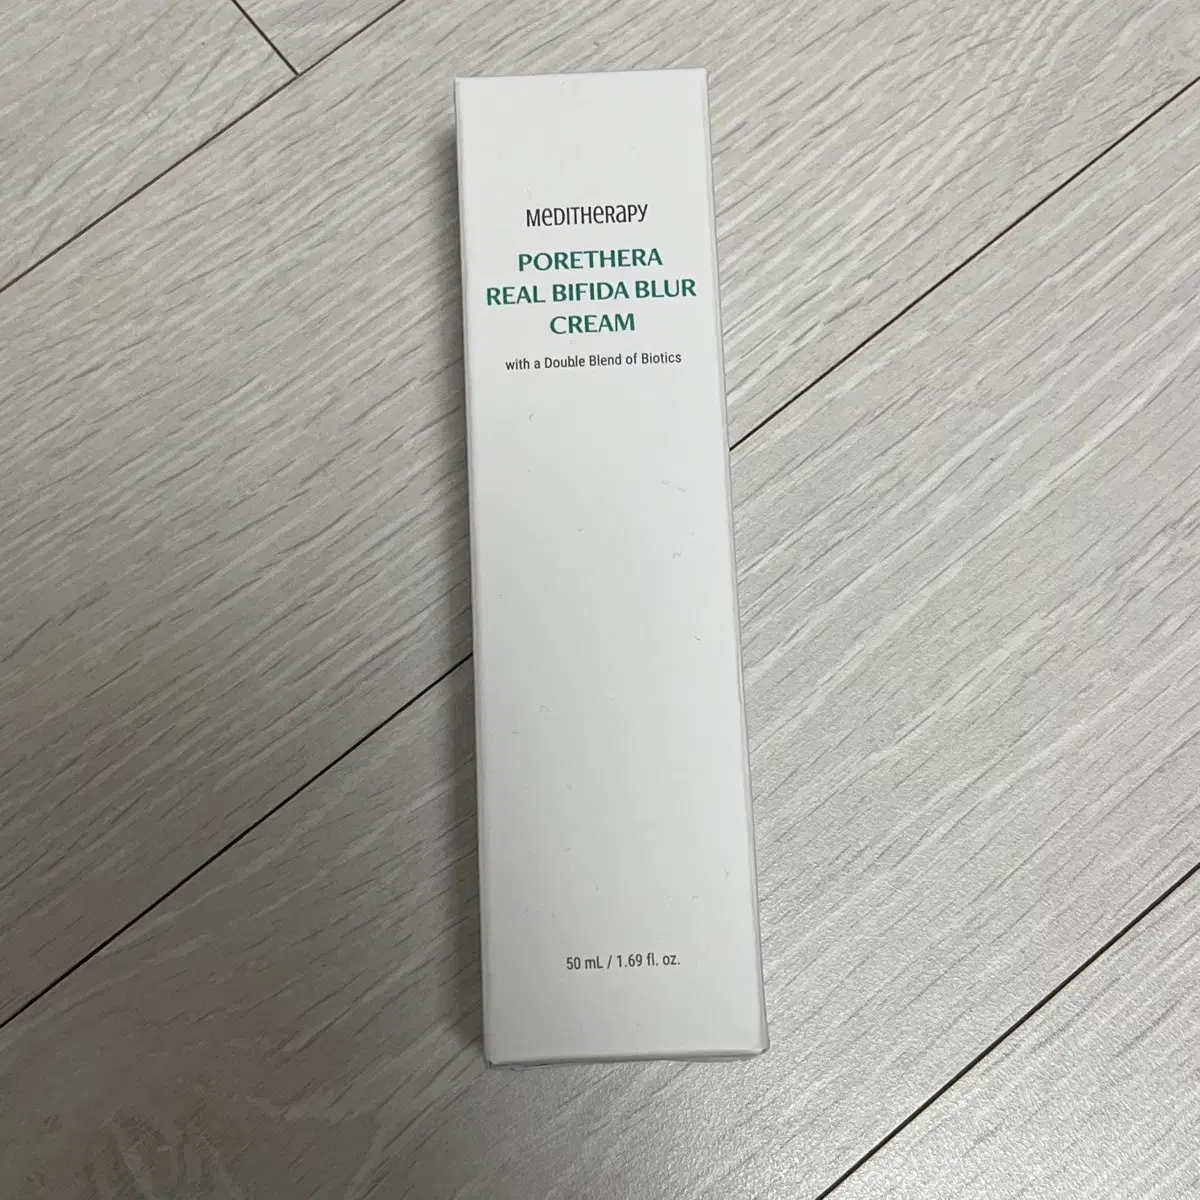 MeDITHeRaPY
PORETHERA
REAL BIFIDA BLUR
CREAM
with a Double Blend of Biotics
50 mL / 1.69 fl. oz.